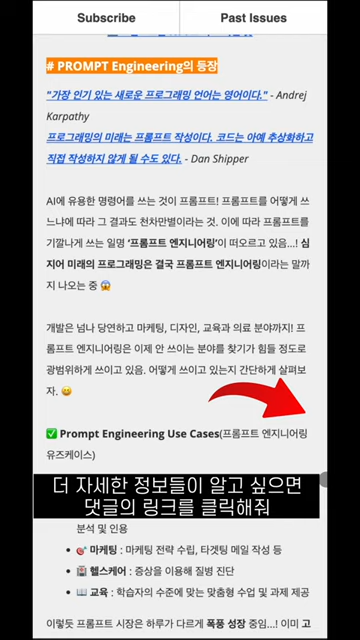 Subscribe
Past Issues
# PROMPT Engineering의 등장
"가장 인기 있는 새로운 프로그래밍 언어는 영어이다." - Andrej
Karpathy
프로그래밍의 미래는 프롬프트 작성이다. 코드는 아예 추상화하고
직접 작성하지 않게 될 수도 있다. - Dan Shipper
AI에 유용한 명령어를 쓰는 것이 프롬프트! 프롬프트를 어떻게 쓰
느냐에 따라 그 결과도 천차만별이라는 것. 이에 따라 프롬프트를
기깔나게 쓰는 일명 '프롬프트 엔지니어링'이 떠오르고 있음...! 심
지어 미래의 프로그래밍은 결국 프롬프트 엔지니어링이라는 말까
지 나오는 중 😱
개발은 넘나 당연하고 마케팅, 디자인, 교육과 의료 분야까지! 프
롬프트 엔지니어링은 이제 안 쓰이는 분야를 찾기가 힘들 정도로
광범위하게 쓰이고 있음. 어떻게 쓰이고 있는지 간단하게 살펴보
자. 😄
✅ Prompt Engineering Use Cases(프롬프트 엔지니어링
유즈케이스)
더 자세한 정보들이 알고 싶으면
댓글의 링크를 클릭해줘
분석 및 인용
• 🎯 마케팅 : 마케팅 전략 수립, 타겟팅 메일 작성 등
• 🏥 헬스케어 : 증상을 이용해 질병 진단
• 📖 교육 : 학습자의 수준에 맞는 맞춤형 수업 및 과제 제공
이렇듯 프롬프트 시장은 하루가 다르게 폭풍 성장 중임...! 이미 고